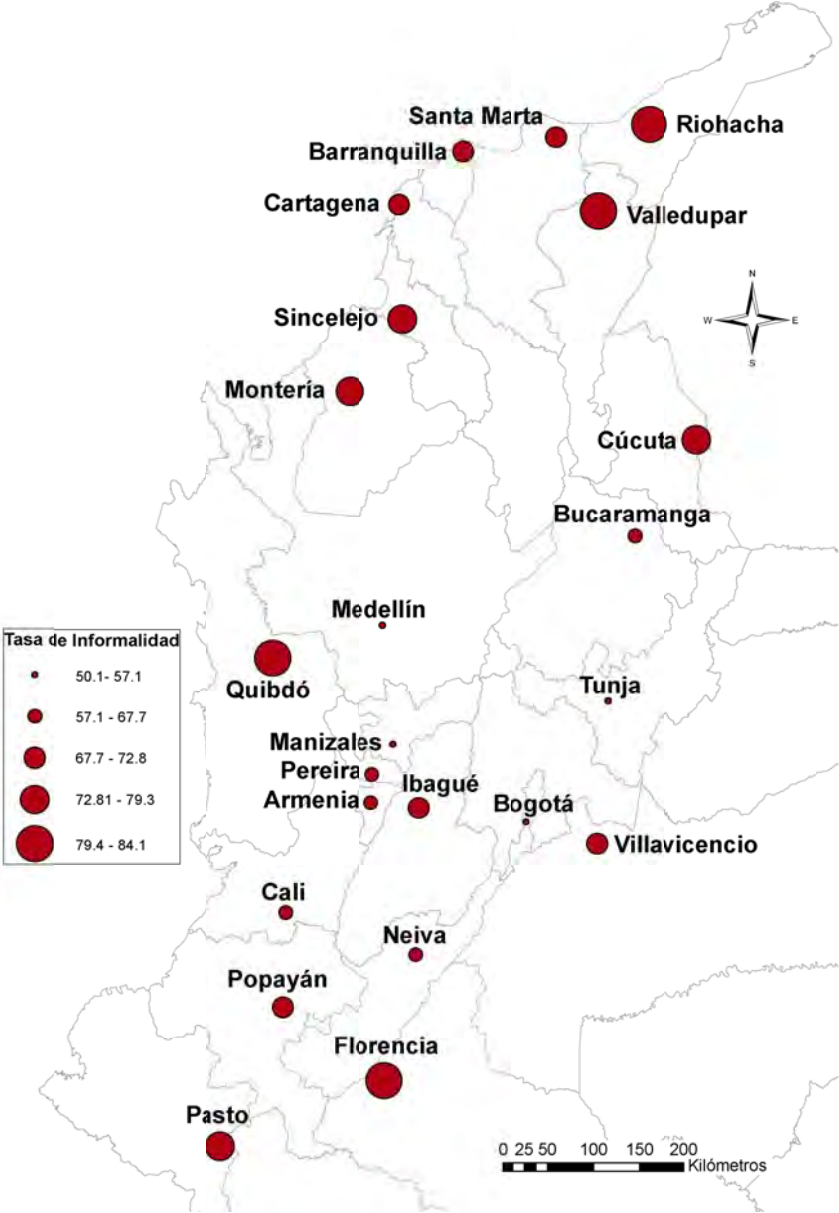 Santa Marta
Riohacha
Barranquilla
Cartagena
Valledupar
N
W
E
S
Sincelejo
Montería
Cúcuta
Bucaramanga
Medellín
Tasa de Informalidad
50.1- 57.1
57.1 - 67.7
67.7 - 72.8
72.81 - 79.3
79.4 - 84.1
Quibdó
Tunja
Manizales
Pereira
Ibagué
Armenia
Bogotá
Villavicencio
Cali
Neiva
Popayán
Florencia
Pasto
0 25 50 100 150 200
Kilómetros